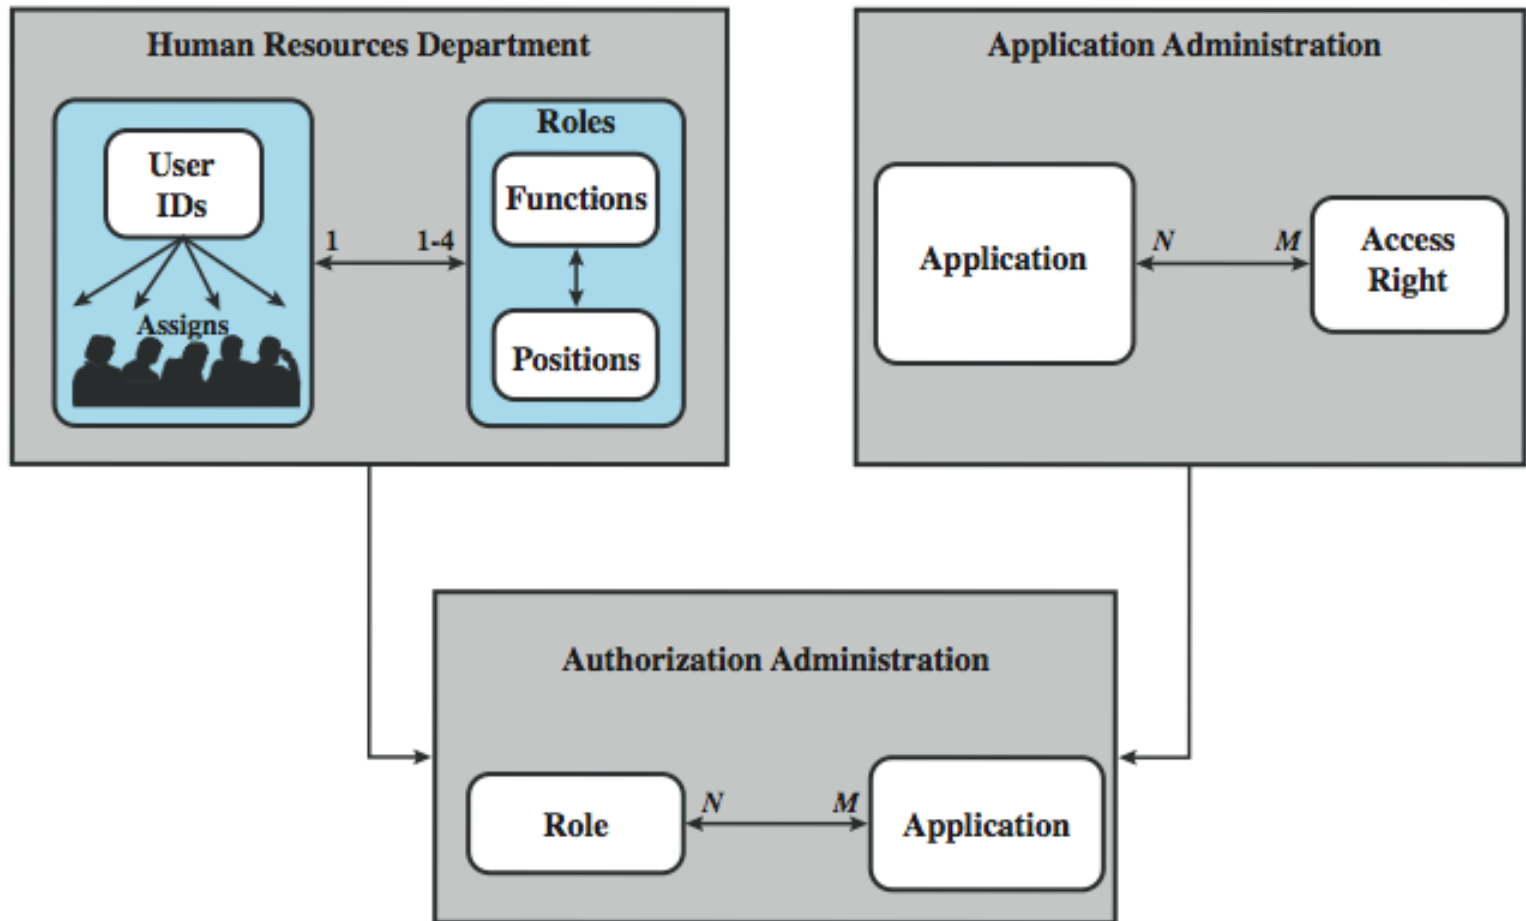 Human Resources Department
User
IDs
Assigns
1
1-4
Roles
Functions
Positions
Application Administration
Application
N
M
Access
Right
Authorization Administration
Role
N
M
Application